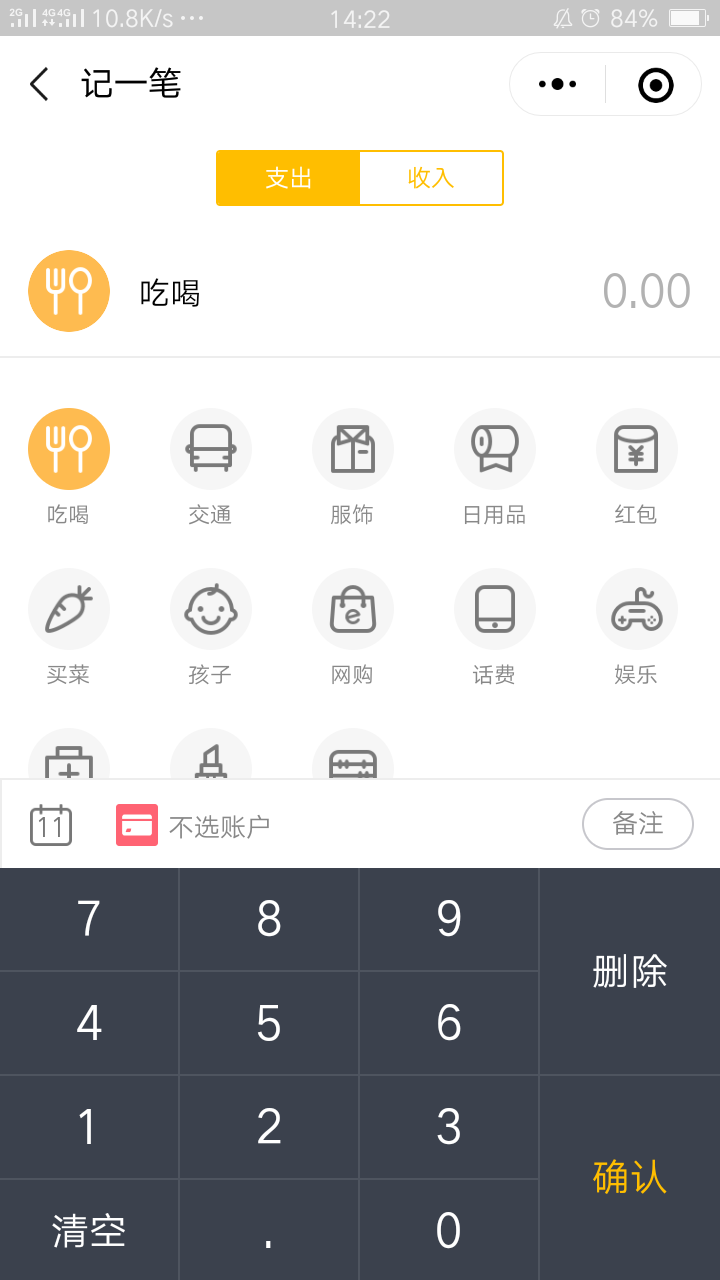 2G 4G 4G 10.8K/s ··· 14:22 84%
记一笔
支出 收入
吃喝 0.00
吃喝 交通 服饰 日用品 红包
买菜 孩子 网购 话费 娱乐
11 不选账户 备注
7 8 9
删除
4 5 6
1 2 3
确认
清空 . 0